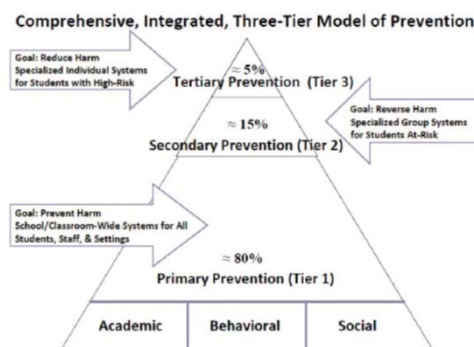 Comprehensive, Integrated, Three-Tier Model of Prevention
Goal: Reduce Harm
Specialized Individual Systems
for Students with High-Risk
≈ 5%
Tertiary Prevention (Tier 3)
Goal: Reverse Harm
Specialized Group Systems
for Students At-Risk
≈ 15%
Secondary Prevention (Tier 2)
Goal: Prevent Harm
School/Classroom-Wide Systems for All
Students, Staff, & Settings
≈ 80%
Primary Prevention (Tier 1)
Academic Behavioral Social